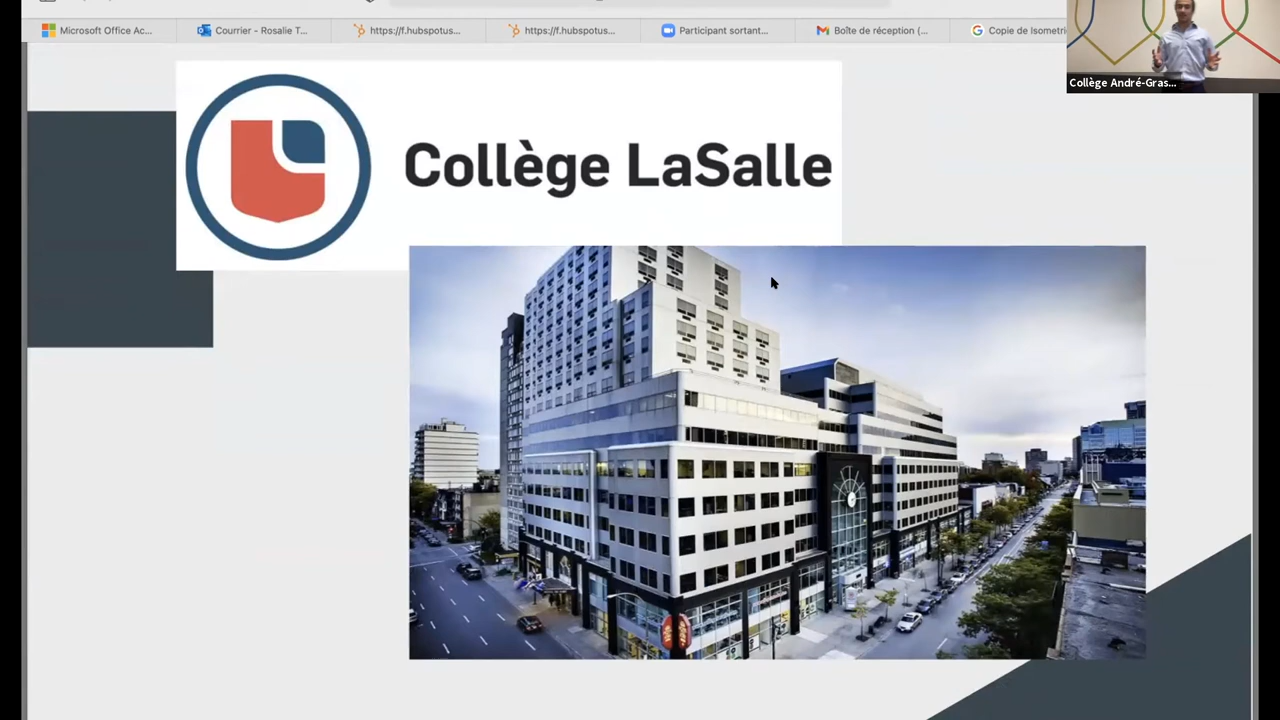 Microsoft Office Ac...
Courrier - Rosalie T...
https://f.hubspotus...
https://f.hubspotus...
Participant sortant...
Boîte de réception (...
Copie de Isometri
Collège André-Gras...
Collège LaSalle